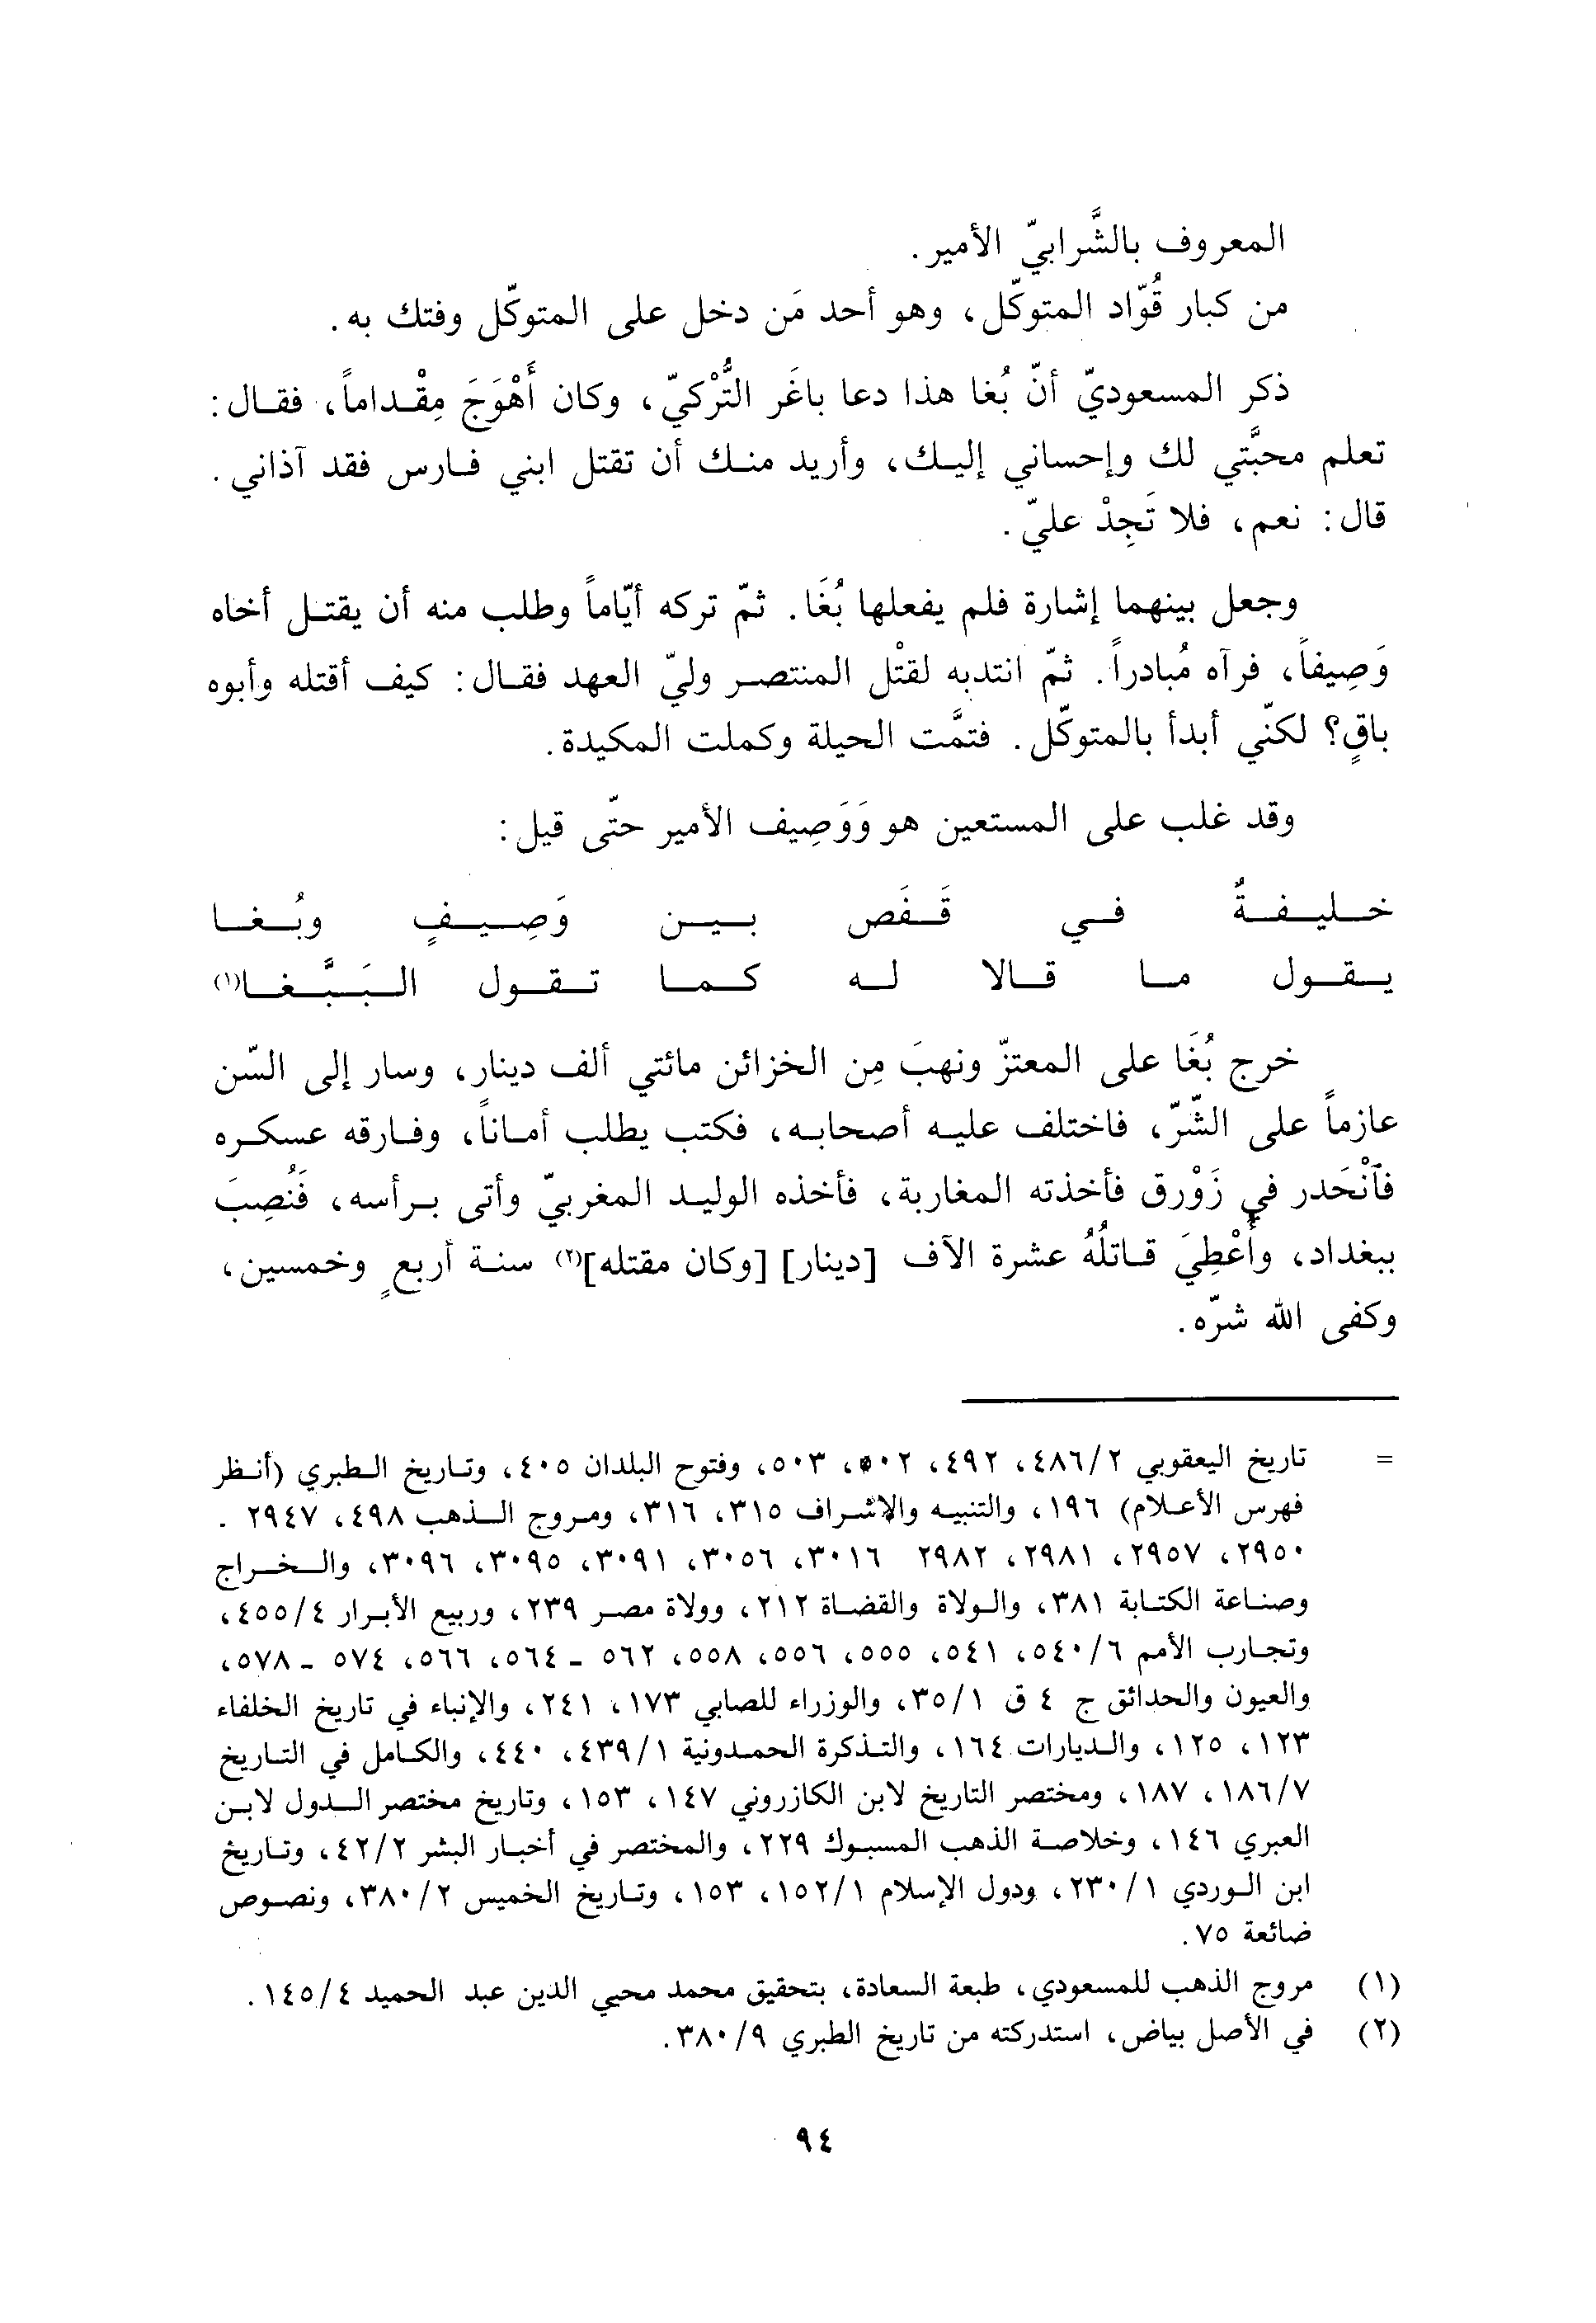 المعروف بالشَّرابيّ الأمير.
من كبار قُوّاد المتوكّل، وهو أحد مَن دخل على المتوكّل وفتك به.
ذكر المسعوديّ أنّ بُغا هذا دعا باغَر التُّرْكيّ، وكان أَهْوَجَ مِقْداماً، فقال:
تعلم محبَّتي لك وإحساني إليك، وأريد منك أن تقتل ابني فارس فقد آذاني.
قال: نعم، فلا تَجِدْ عليّ.
وجعل بينهما إشارة فلم يفعلها بُغَا. ثمّ تركه أيّاماً وطلب منه أن يقتل أخاه
وَصِيفاً، فرآه مُبادراً. ثمّ انتدبه لقتْل المنتصر وليّ العهد فقال: كيف أقتله وأبوه
باقٍ؟ لكنّي أبدأ بالمتوكّل. فتمَّت الحيلة وكملت المكيدة.
وقد غلب على المستعين هو وَوَصِيف الأمير حتّى قيل:
خليفةٌ في قَفَص بين وَصِيفٍ وبُغا
يقول ما قالا له كما تقول البَبَّغا(١)
خرج بُغَا على المعتزّ ونهبَ مِن الخزائن مائتي ألف دينار، وسار إلى السّن
عازماً على الشّرّ، فاختلف عليه أصحابه، فكتب يطلب أماناً، وفارقه عسكره
فٱنْحَدر في زَوْرق فأخذته المغاربة، فأخذه الوليد المغربيّ وأتى برأسه، فَنُصِبَ
ببغداد، وأُعْطِيَ قاتلُهُ عشرة الآف [دينار] [وكان مقتله](٢) سنة أربعٍ وخمسين،
وكفى الله شرّه.
= تاريخ اليعقوبي ٤٨٦/٢، ٤٩٢، ٥٠٢، ٥٠٣، وفتوح البلدان ٤٠٥، وتاريخ الطبري (أنظر
فهرس الأعلام) ١٩٦، والتنبيه والإشراف ٣١٥، ٣١٦، ومروج الذهب ٤٩٨، ٢٩٤٧ .
٢٩٥٠، ٢٩٥٧، ٢٩٨١، ٢٩٨٢ ٣٠١٦، ٣٠٥٦، ٣٠٩١، ٣٠٩٥، ٣٠٩٦، والخراج
وصناعة الكتابة ٣٨١، والولاة والقضاة ٢١٢، وولاة مصر ٢٣٩، وربيع الأبرار ٤٥٥/٤،
وتجارب الأمم ٥٤٠/٦، ٥٤١، ٥٥٥، ٥٥٦، ٥٥٨، ٥٦٢ - ٥٦٤، ٥٦٦، ٥٧٤ - ٥٧٨،
والعيون والحدائق ج ٤ ق ٣٥/١، والوزراء للصابي ١٧٣، ٢٤١، والإنباء في تاريخ الخلفاء
١٢٣، ١٢٥، والديارات ١٦٤، والتذكرة الحمدونية ٤٣٩/١، ٤٤٠، والكامل في التاريخ
١٨٦/٧، ١٨٧، ومختصر التاريخ لابن الكازروني ١٤٧، ١٥٣، وتاريخ مختصر الدول لابن
العبري ١٤٦، وخلاصة الذهب المسبوك ٢٢٩، والمختصر في أخبار البشر ٤٢/٢، وتاريخ
ابن الوردي ٢٣٠/١، ودول الإسلام ١٥٢/١، ١٥٣، وتاريخ الخميس ٣٨٠/٢، ونصوص
ضائعة ٧٥.
(١) مروج الذهب للمسعودي، طبعة السعادة، بتحقيق محمد محيي الدين عبد الحميد ١٤٥/٤.
(٢) في الأصل بياض، استدركته من تاريخ الطبري ٣٨٠/٩.
٩٤